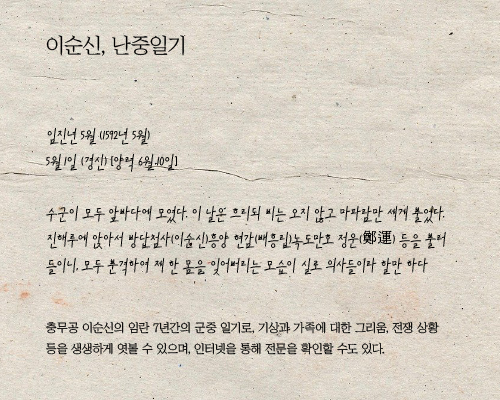 이순신, 난중일기
임진년 5월 (1592년 5월)
5월 1일 (경신) [양력 6월 10일]
수군이 모두 앞바다에 모였다. 이 날은 흐리되 비는 오지 않고 마파람만 세게 불었다.
진해루에 앉아서 방답첨사(이순신)흥양 현감(배흥립)녹도만호 정운(鄭運) 등을 불러
들이니, 모두 분격하여 제 한 몸을 잊어버리는 모습이 실로 의사들이라 할만 하다
충무공 이순신의 임란 7년간의 군중 일기로, 기상과 가족에 대한 그리움, 전쟁 상황
등을 생생하게 엿볼 수 있으며, 인터넷을 통해 전문을 확인할 수도 있다.